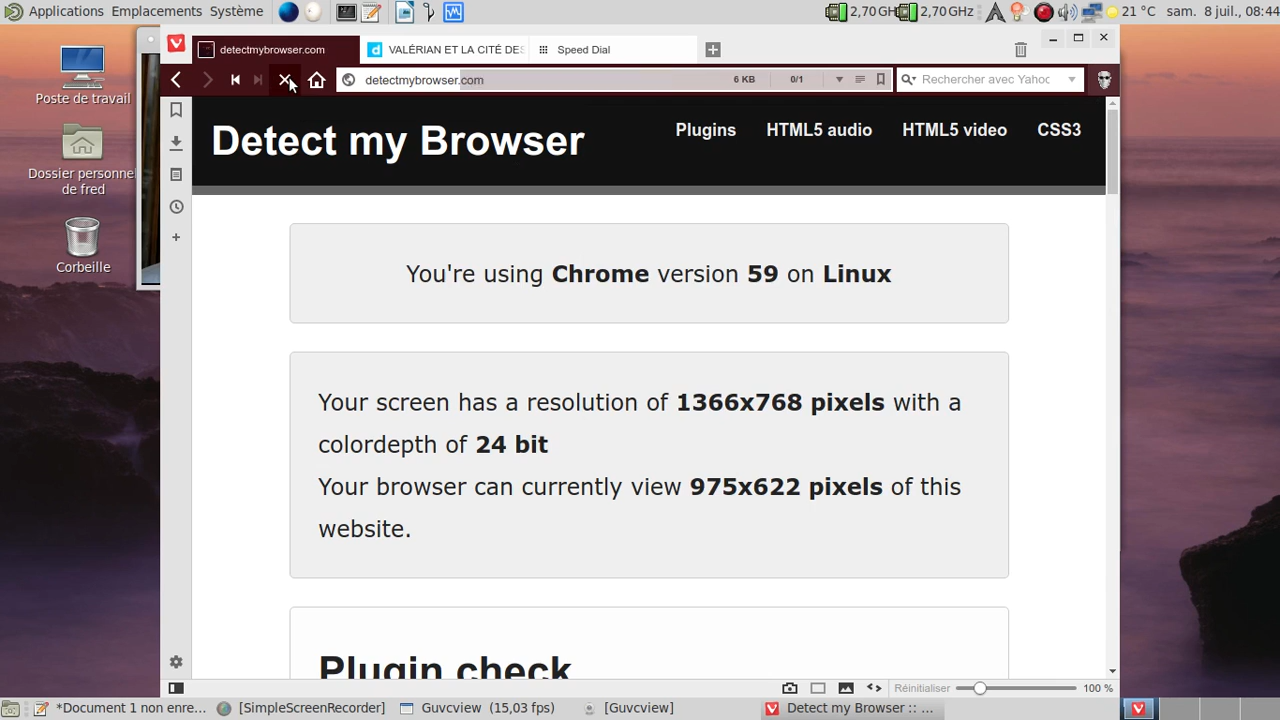 Applications Emplacements Système 2,70 GH 2,70 GHz 21 °C sam. 8 juil., 08:44
Poste de travail
Dossier personnel
de fred
Corbeille
detectmybrowser.com VALÉRIAN ET LA CITÉ DES Speed Dial
detectmybrowser.com 6 KB 0/1 Rechercher avec Yahoo
Detect my Browser
Plugins HTML5 audio HTML5 video CSS3
You're using Chrome version 59 on Linux
Your screen has a resolution of 1366x768 pixels with a
colordepth of 24 bit
Your browser can currently view 975x622 pixels of this
website.
Plugin check
Réinitialiser 100 %
*Document 1 non enre... [SimpleScreenRecorder] Guvcview (15,03 fps) [Guvcview] Detect my Browser :: ...